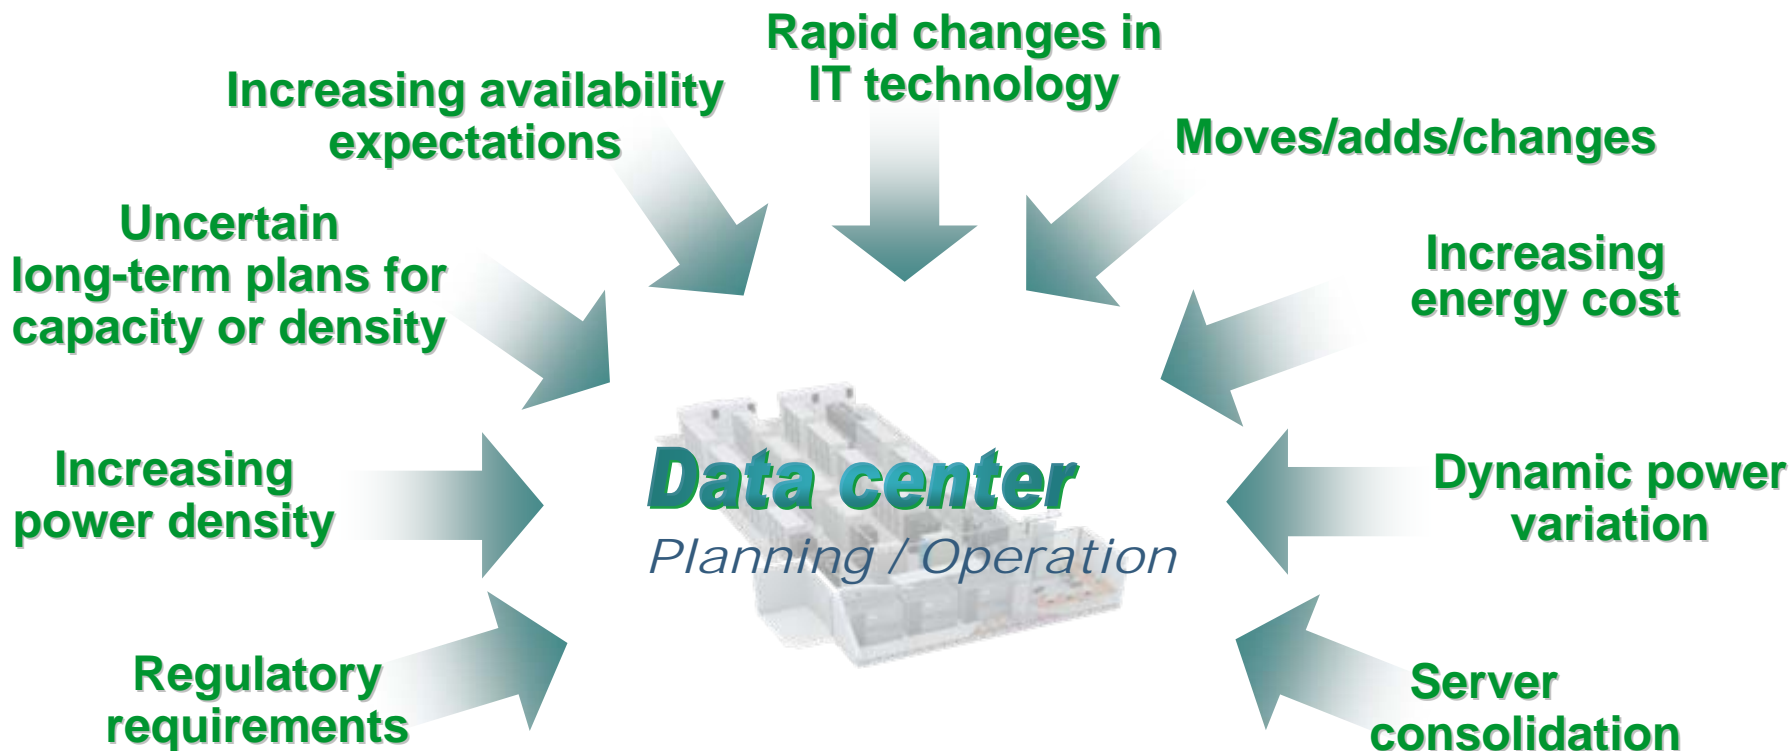 Rapid changes in
IT technology
Increasing availability
expectations
Moves/adds/changes
Uncertain
long-term plans for
capacity or density
Increasing
energy cost
Increasing
power density
Data center
Planning / Operation
Dynamic power
variation
Regulatory
requirements
Server
consolidation